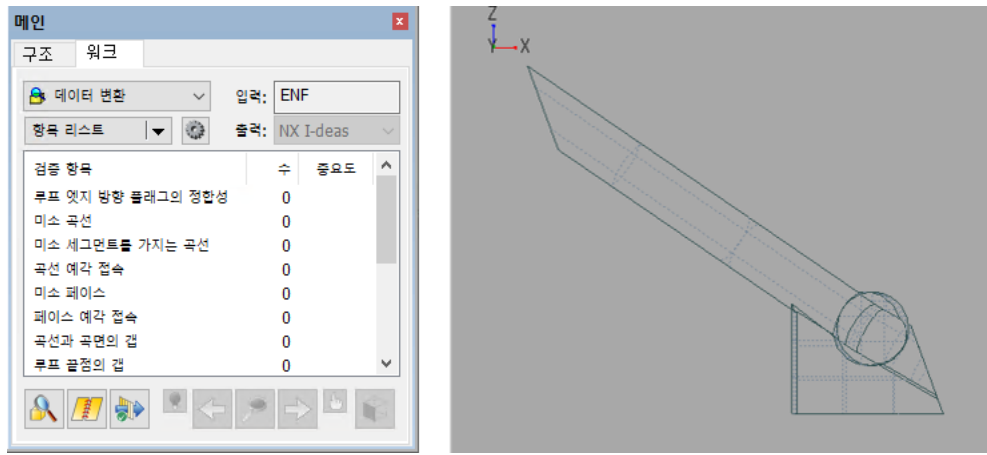 메인
구조 워크
데이터 변환 입력: ENF
항목 리스트 출력: NX I-deas
검증 항목 수 중요도
루프 엣지 방향 플래그의 정합성 0
미소 곡선 0
미소 세그먼트를 가지는 곡선 0
곡선 예각 접속 0
미소 페이스 0
페이스 예각 접속 0
곡선과 곡면의 갭 0
루프 끝점의 갭 0
Z
Y X